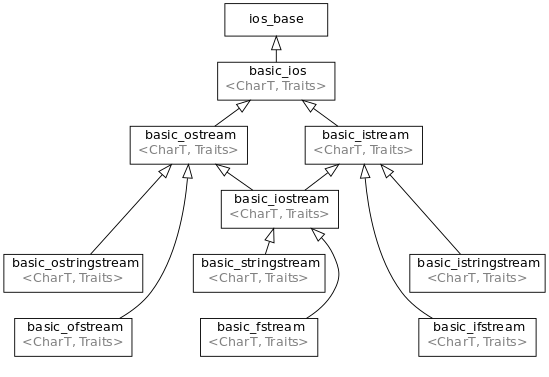 ios_base
basic_ios
<CharT, Traits>
basic_ostream
<CharT, Traits>
basic_istream
<CharT, Traits>
basic_iostream
<CharT, Traits>
basic_ostringstream
<CharT, Traits>
basic_stringstream
<CharT, Traits>
basic_istringstream
<CharT, Traits>
basic_ofstream
<CharT, Traits>
basic_fstream
<CharT, Traits>
basic_ifstream
<CharT, Traits>